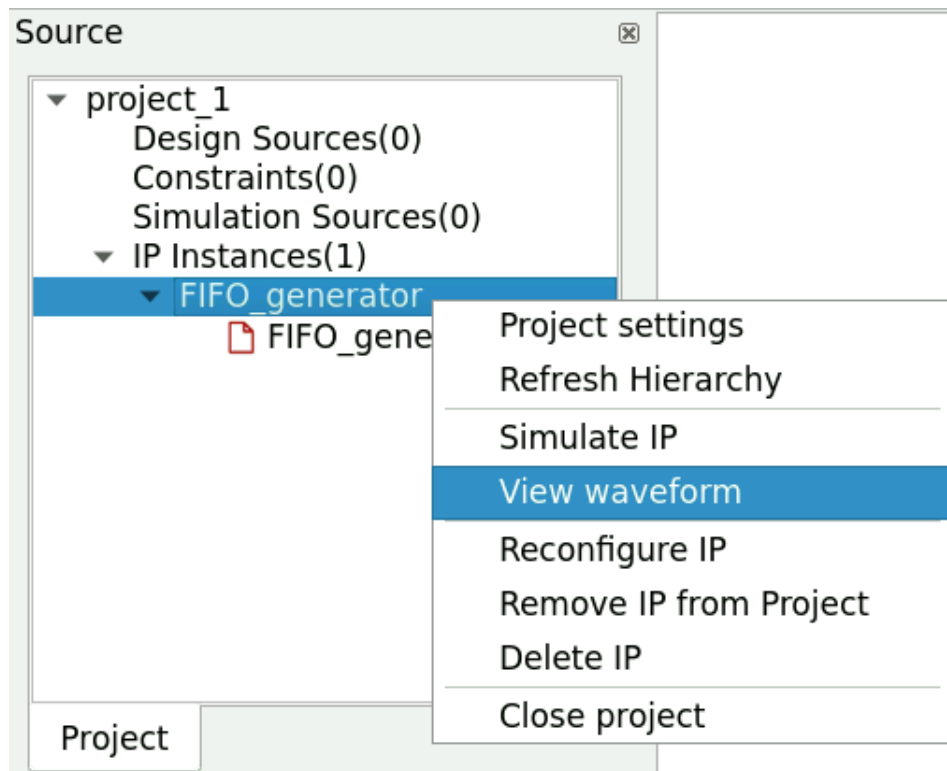 Source
project_1
Design Sources(0)
Constraints(0)
Simulation Sources(0)
IP Instances(1)
FIFO_generator
FIFO_gene
Project settings
Refresh Hierarchy
Simulate IP
View waveform
Reconfigure IP
Remove IP from Project
Delete IP
Close project
Project